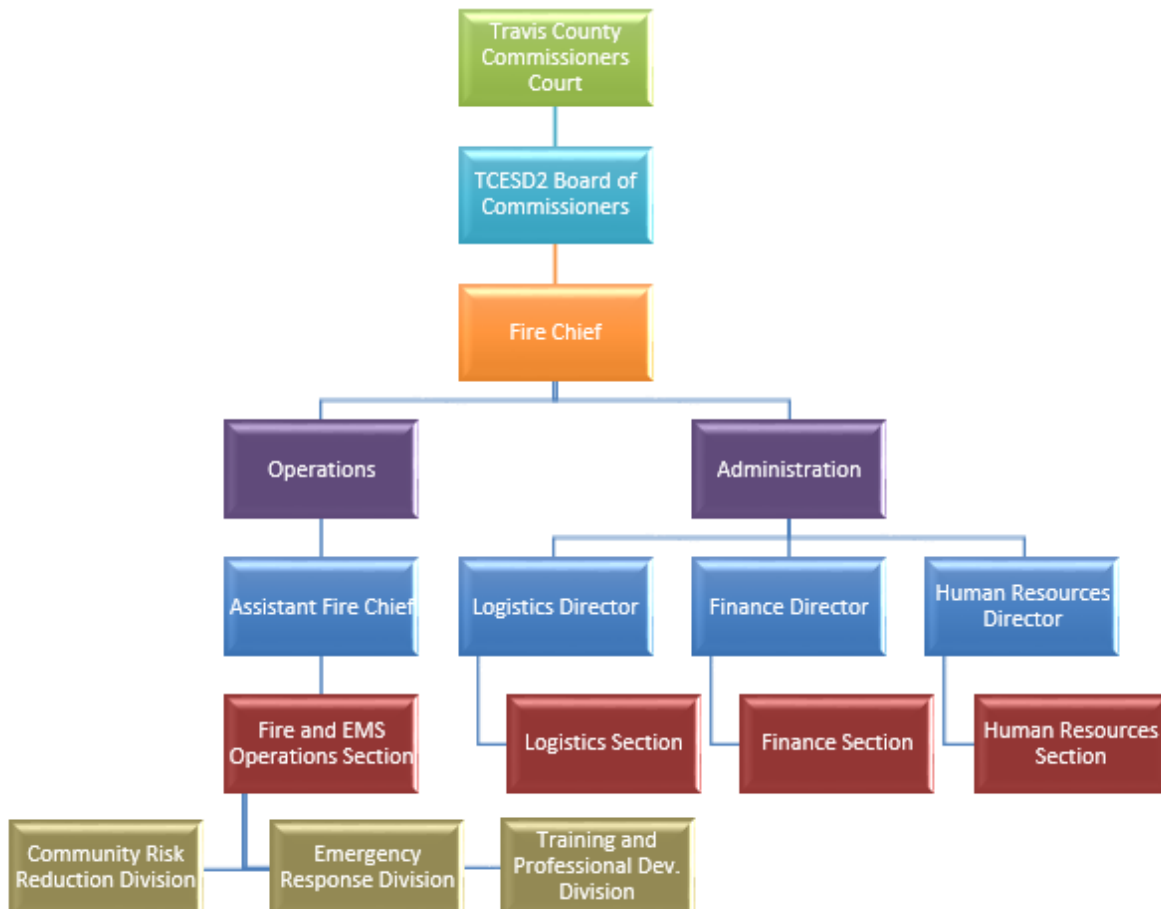 Travis County
Commissioners
Court
TCESD2 Board of
Commissioners
Fire Chief
Operations
Administration
Assistant Fire Chief
Logistics Director
Finance Director
Human Resources
Director
Fire and EMS
Operations Section
Logistics Section
Finance Section
Human Resources
Section
Community Risk
Reduction Division
Emergency
Response Division
Training and
Professional Dev.
Division